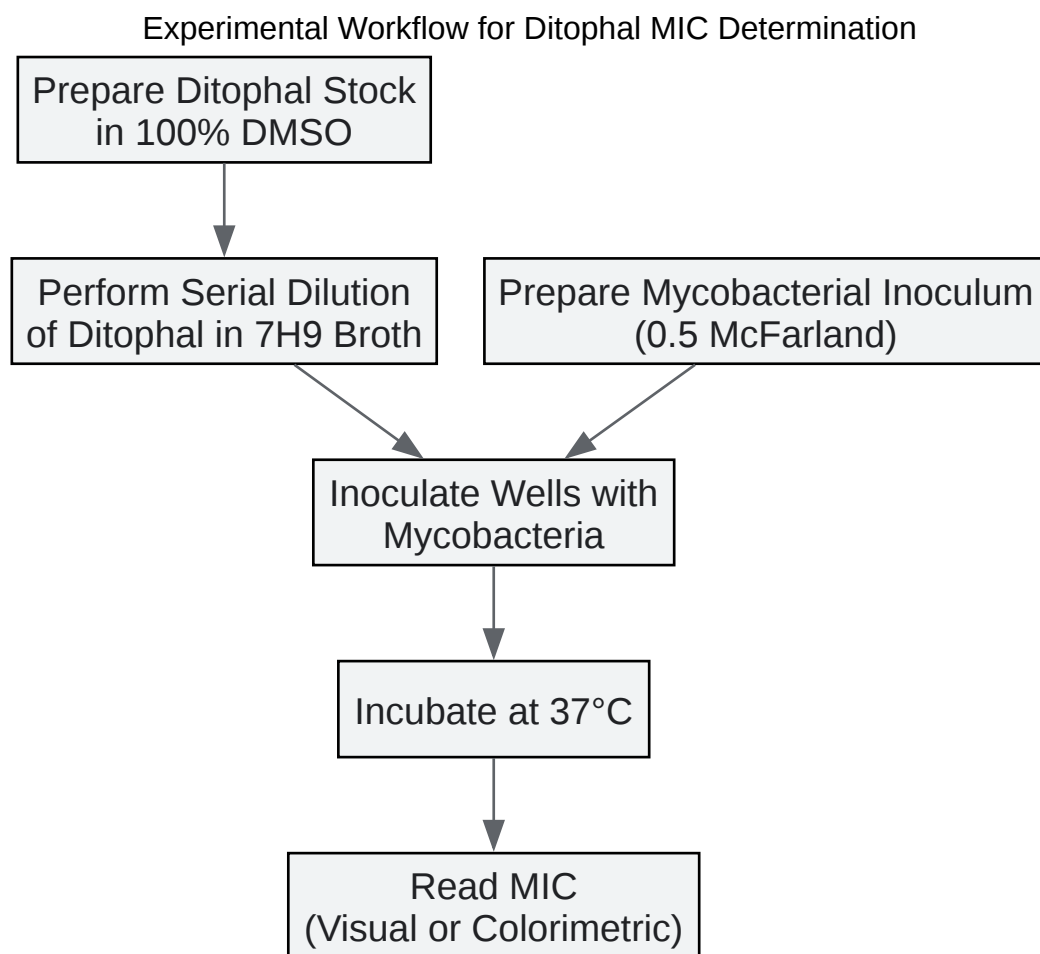 Experimental Workflow for Ditophal MIC Determination
Prepare Ditophal Stock
in 100% DMSO
Perform Serial Dilution
of Ditophal in 7H9 Broth
Prepare Mycobacterial Inoculum
(0.5 McFarland)
Inoculate Wells with
Mycobacteria
Incubate at 37°C
Read MIC
(Visual or Colorimetric)